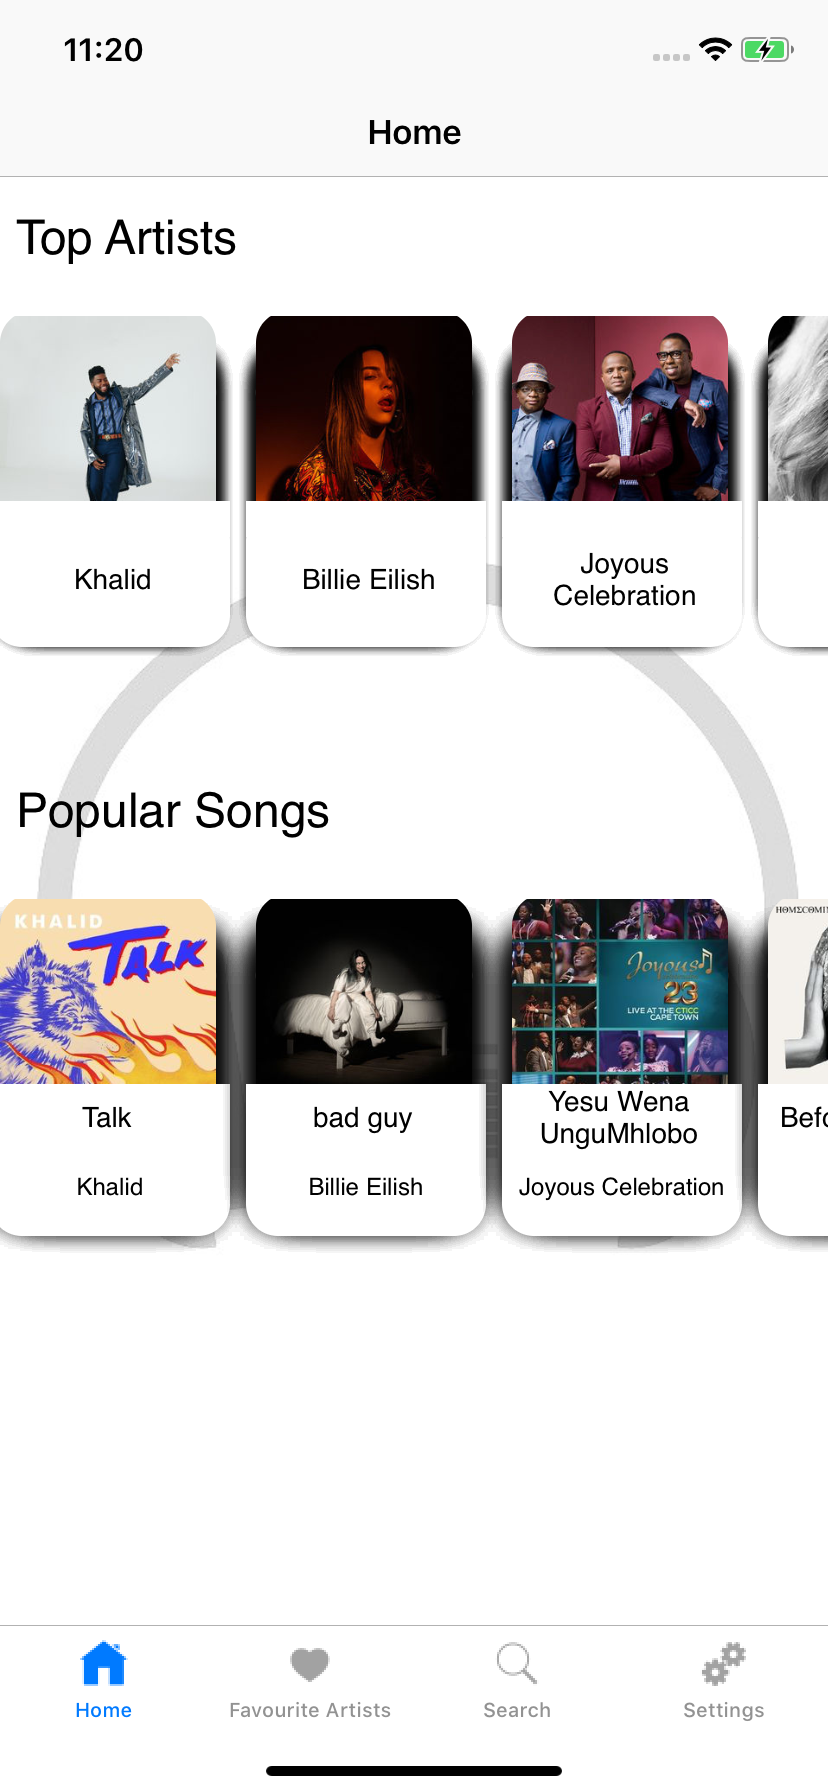 11:20
Home
Top Artists
Khalid
Billie Eilish
Joyous
Celebration
Popular Songs
KHALID
TALK
Joyous
23
LIVE AT THE CTICC
CAPE TOWN
Talk
Khalid
bad guy
Billie Eilish
Yesu Wena
UnguMhlobo
Joyous Celebration
Home
Favourite Artists
Search
Settings